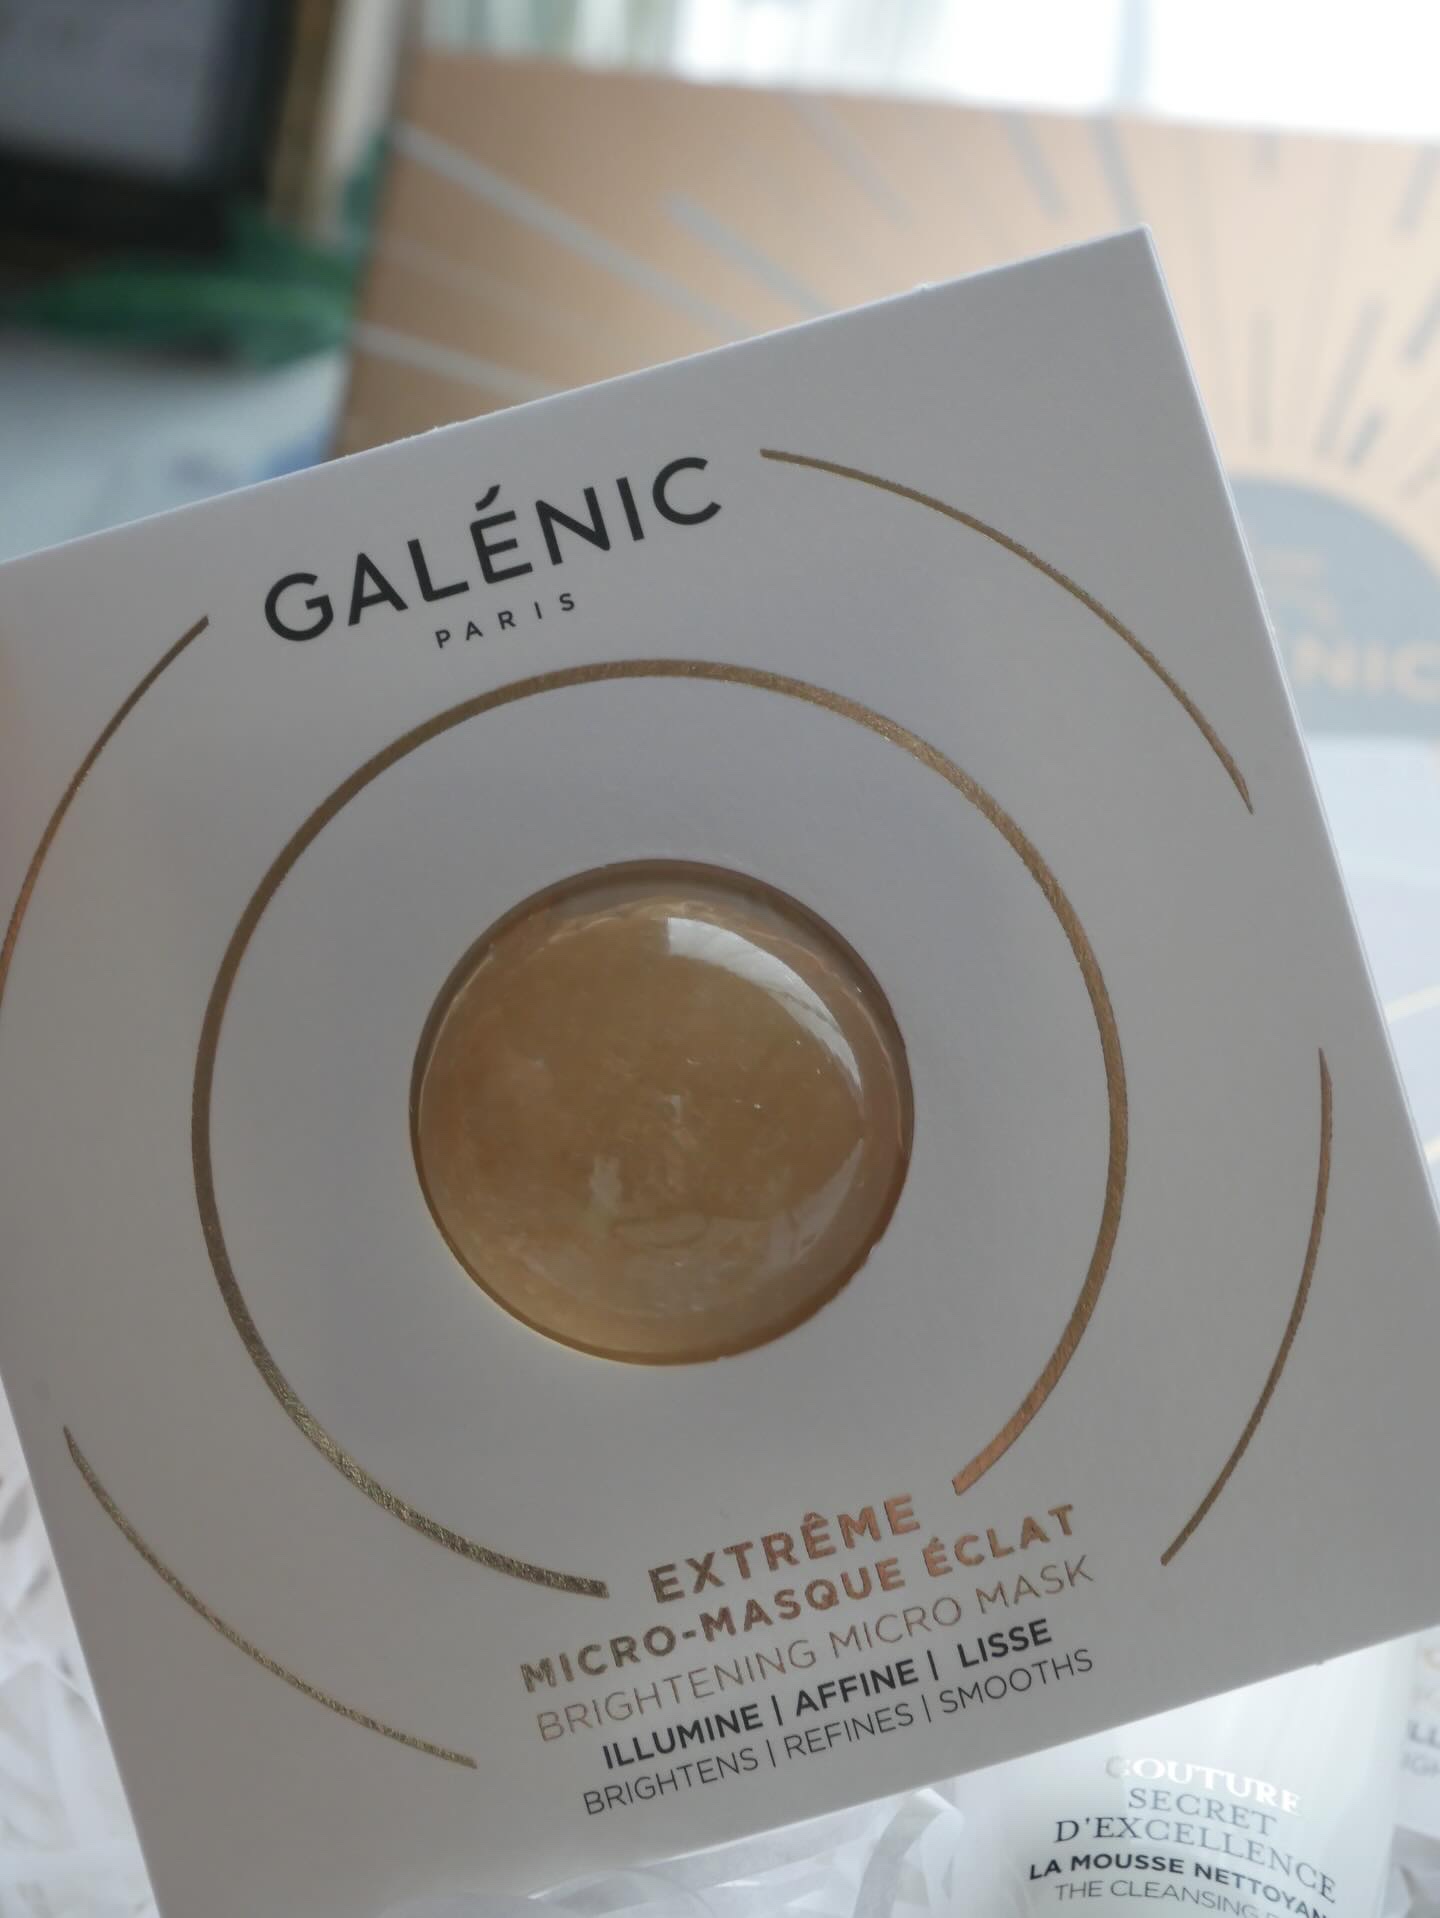 GALÉNIC
PARIS
EXTRÊME
MICRO-MASQUE ÉCLAT
BRIGHTENING MICRO MASK
ILLUMINE | AFFINE | LISSE
BRIGHTENS | REFINES | SMOOTHS
COUTURE
SECRET
D'EXCELLENCE
LA MOUSSE
THE CLEANSING